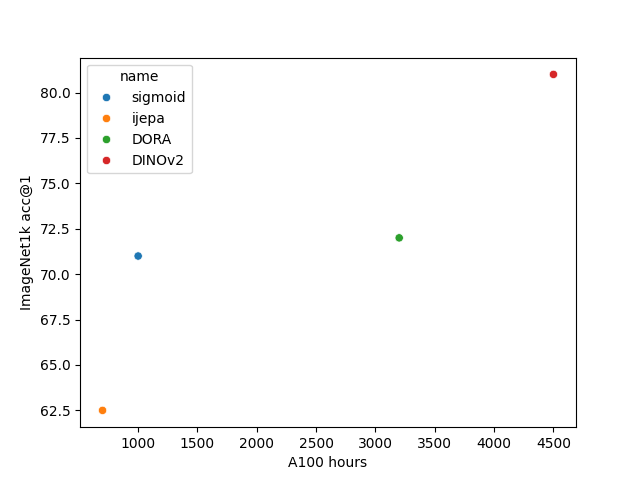 name
sigmoid
ijepa
DORA
DINOv2
80.0
77.5
75.0
72.5
70.0
67.5
65.0
62.5
ImageNet1k acc@1
1000 1500 2000 2500 3000 3500 4000 4500
A100 hours